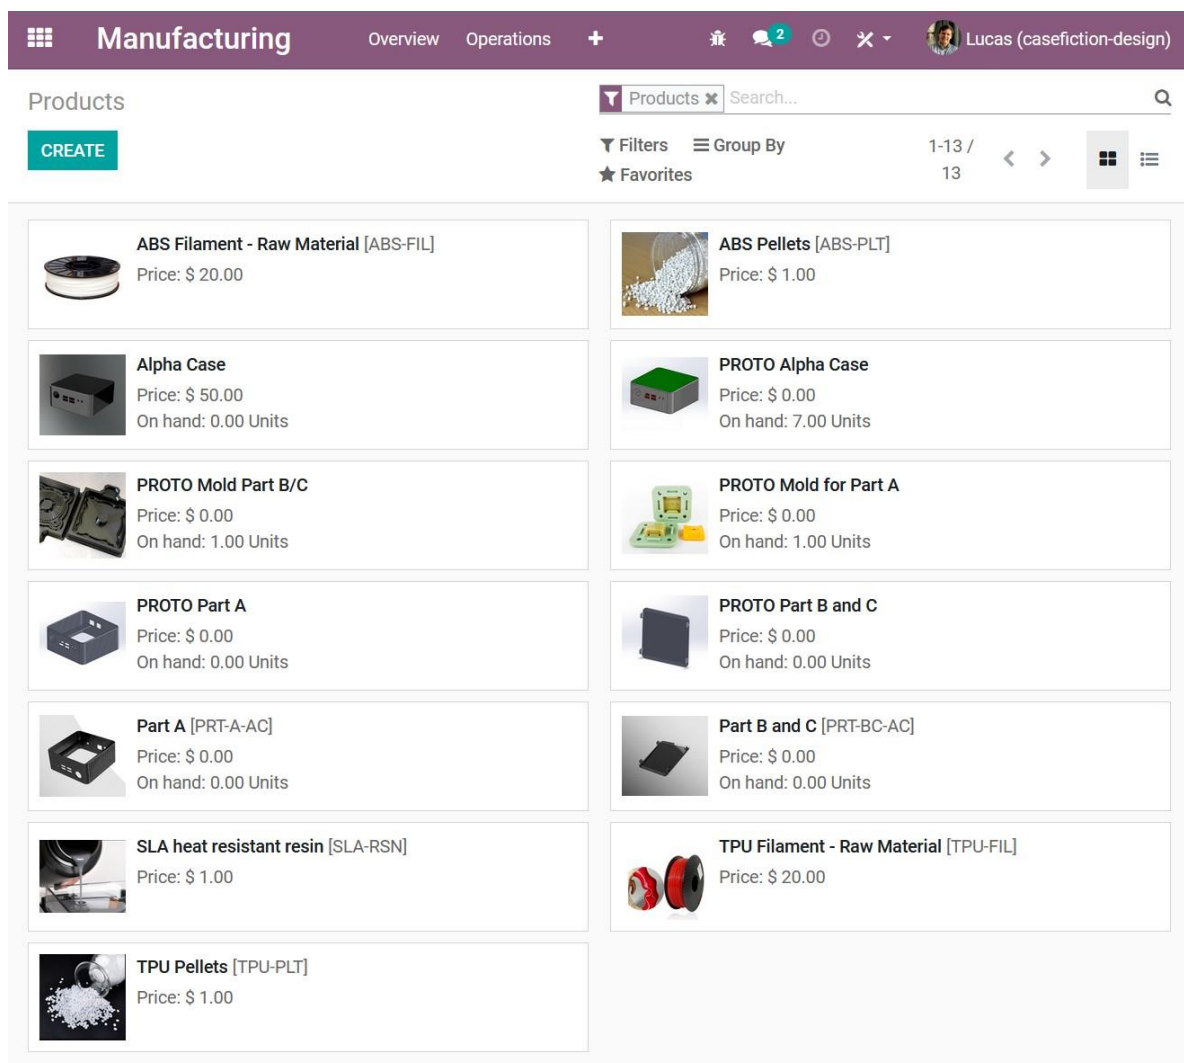 Manufacturing Overview Operations 2 Lucas (casefiction-design)
Products
Products Search...
CREATE
Filters Group By
Favorites
1-13 /
13
ABS Filament - Raw Material [ABS-FIL]
Price: $ 20.00
ABS Pellets [ABS-PLT]
Price: $ 1.00
Alpha Case
Price: $ 50.00
On hand: 0.00 Units
PROTO Alpha Case
Price: $ 0.00
On hand: 7.00 Units
PROTO Mold Part B/C
Price: $ 0.00
On hand: 1.00 Units
PROTO Mold for Part A
Price: $ 0.00
On hand: 1.00 Units
PROTO Part A
Price: $ 0.00
On hand: 0.00 Units
PROTO Part B and C
Price: $ 0.00
On hand: 0.00 Units
Part A [PRT-A-AC]
Price: $ 0.00
On hand: 0.00 Units
Part B and C [PRT-BC-AC]
Price: $ 0.00
On hand: 0.00 Units
SLA heat resistant resin [SLA-RSN]
Price: $ 1.00
TPU Filament - Raw Material [TPU-FIL]
Price: $ 20.00
TPU Pellets [TPU-PLT]
Price: $ 1.00